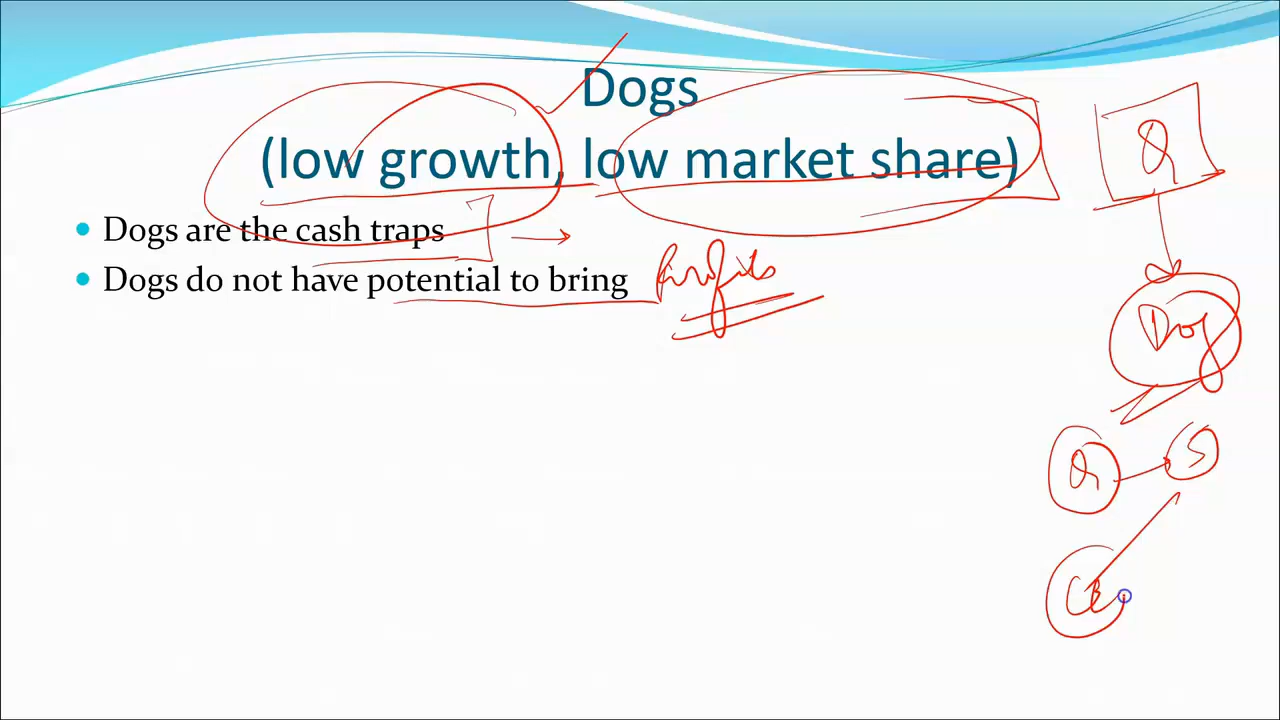 Dogs
(low growth, low market share)
Dogs are the cash traps
Dogs do not have potential to bring Profits
Q
Dog
Q S
CC